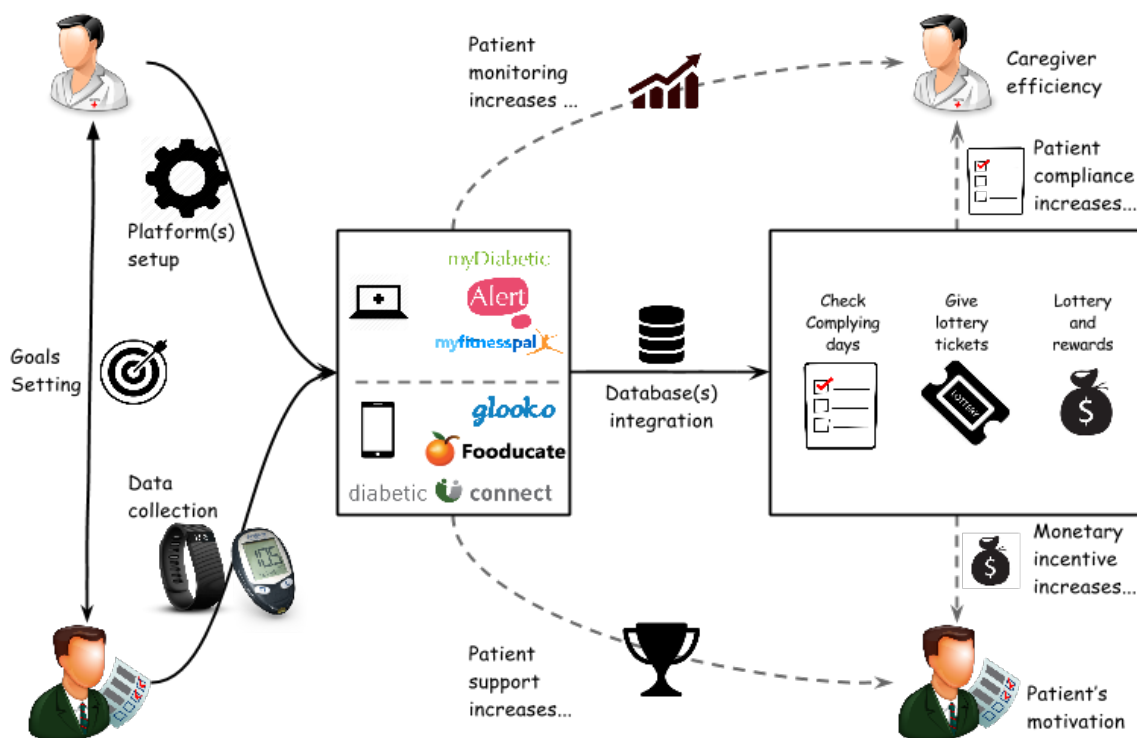 Patient
monitoring
increases ...
Caregiver
efficiency
Patient
compliance
increases...
Platform(s)
setup
Goals
Setting
Data
collection
10.5
myDiabetic
Alert
myfitnesspal
glooko
Fooducate
diabetic connect
Database(s)
integration
Check
Complying
days
Give
lottery
tickets
LOTTERY
Lottery
and
rewards
$
Monetary
incentive
increases...
$
Patient
support
increases...
Patient's
motivation